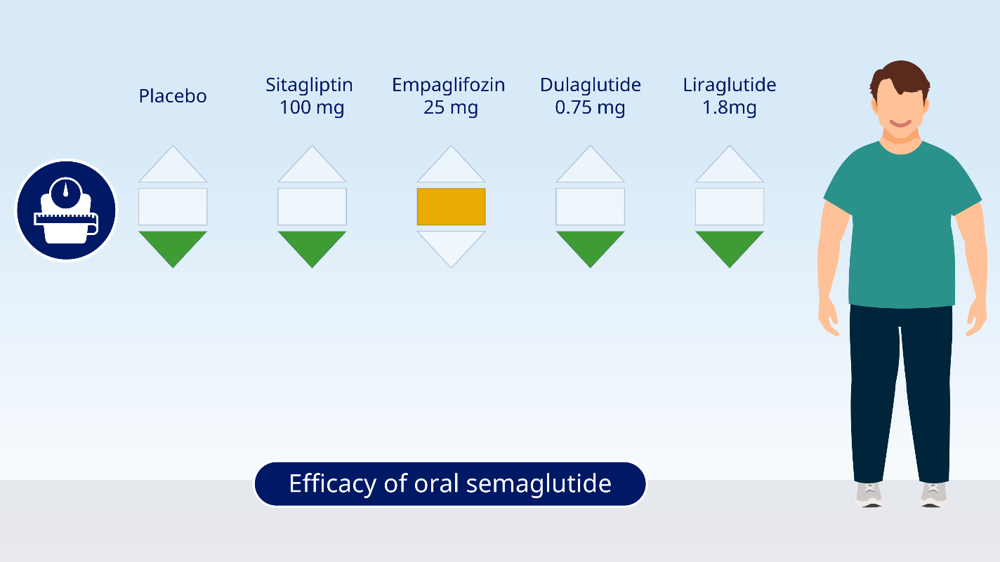 Placebo
Sitagliptin
100 mg
Empaglifozin
25 mg
Dulaglutide
0.75 mg
Liraglutide
1.8mg
Efficacy of oral semaglutide